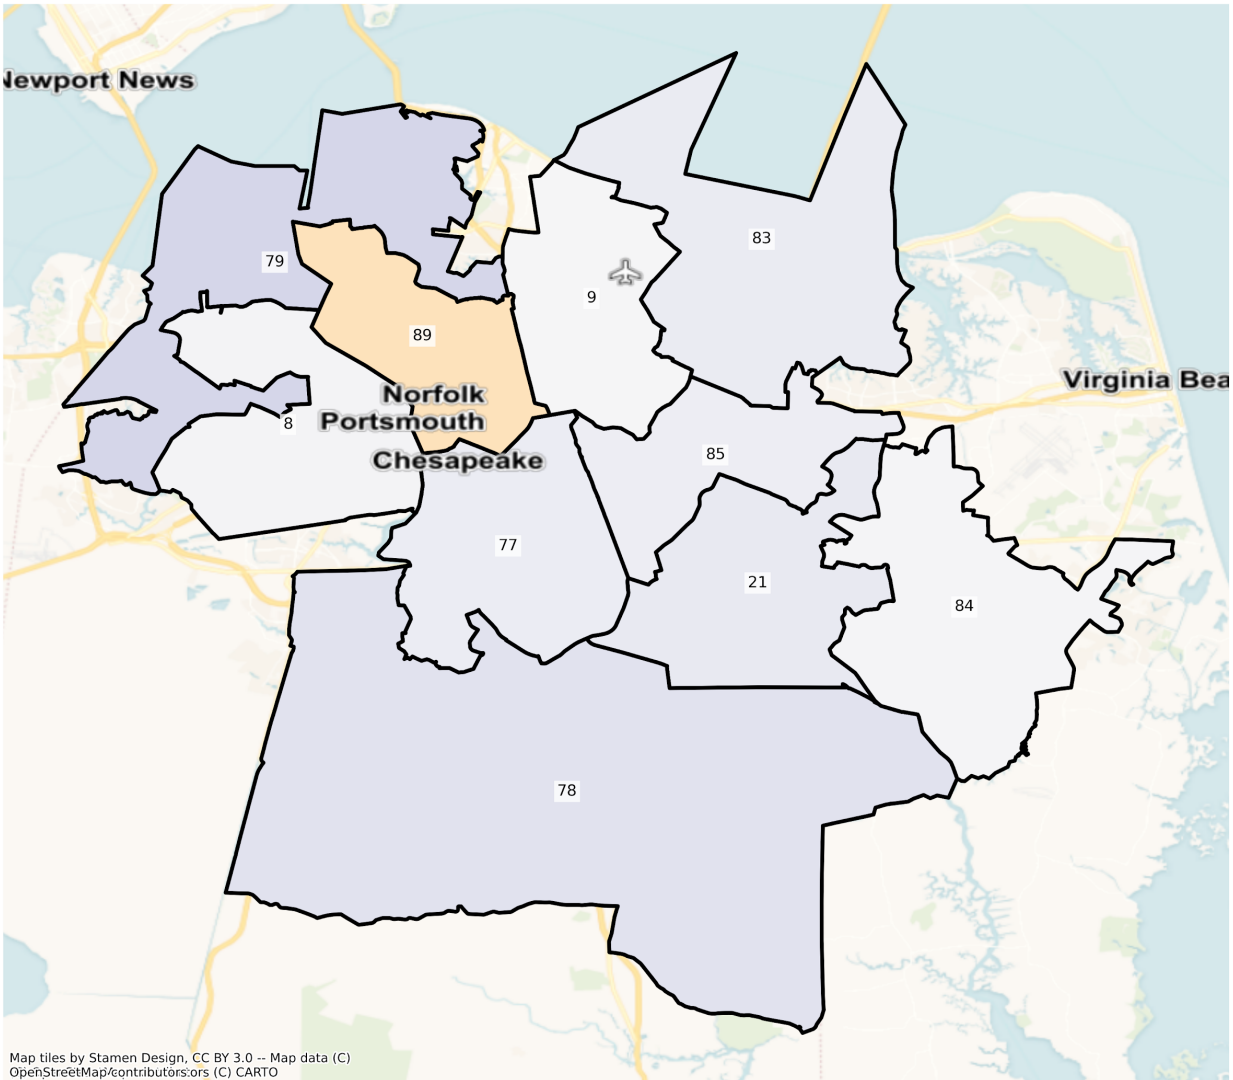 Newport News
83
79
9
89
Virginia Bea
Norfolk
Portsmouth
8
85
Chesapeake
77
21
84
78
Map tiles by Stamen Design, CC BY 3.0 -- Map data (C)
OpenStreetMap contributors
ors (C) CARTO